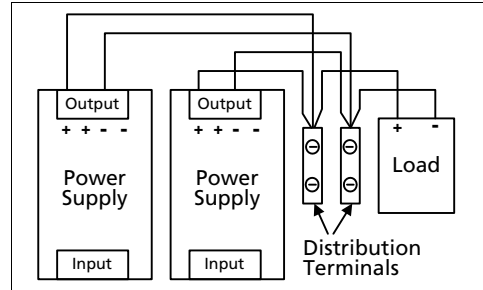 Output
+ + - -
Power
Supply
Input
Output
+ + - -
Power
Supply
Input
+ -
Load
Distribution
Terminals